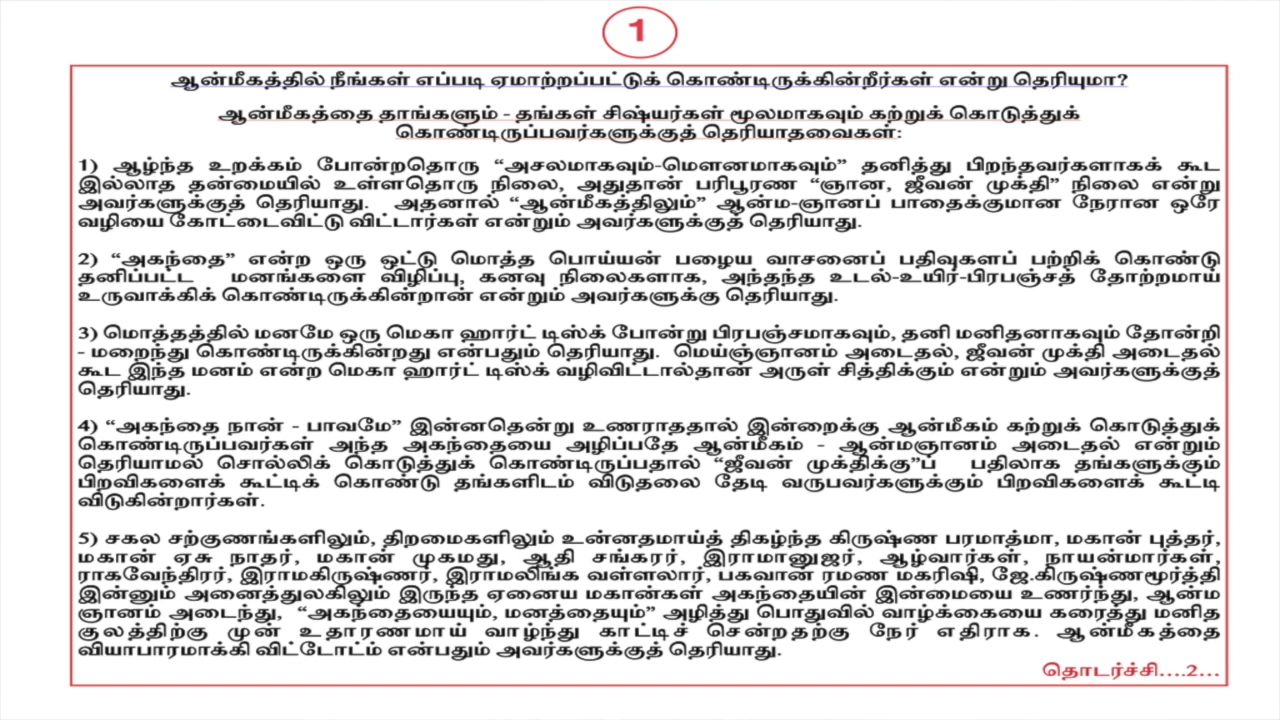 1
ஆன்மீகத்தில் நீங்கள் எப்படி ஏமாற்றப்பட்டுக் கொண்டிருக்கின்றீர்கள் என்று தெரியுமா?
ஆன்மீகத்தை தாங்களும் - தங்கள் சிஷ்யர்கள் மூலமாகவும் கற்றுக் கொடுத்துக்
கொண்டிருப்பவர்களுக்குத் தெரியாதவைகள்:
1) ஆழ்ந்த உறக்கம் போன்றதொரு “அசலமாகவும்-மௌனமாகவும்” தனித்து பிறந்தவர்களாகக் கூட
இல்லாத தன்மையில் உள்ளதொரு நிலை, அதுதான் பரிபூரண “ஞான, ஜீவன் முக்தி” நிலை என்று
அவர்களுக்குத் தெரியாது. அதனால் “ஆன்மீகத்திலும்” ஆன்ம-ஞானப் பாதைக்குமான நேரான ஒரே
வழியை கோட்டைவிட்டு விட்டார்கள் என்றும் அவர்களுக்குத் தெரியாது.
2) “அகந்தை” என்ற ஒரு ஒட்டு மொத்த பொய்யன் பழைய வாசனைப் பதிவுகளப் பற்றிக் கொண்டு
தனிப்பட்ட மனங்களை விழிப்பு, கனவு நிலைகளாக, அந்தந்த உடல்-உயிர்-பிரபஞ்சத் தோற்றமாய்
உருவாக்கிக் கொண்டிருக்கின்றான் என்றும் அவர்களுக்கு தெரியாது.
3) மொத்தத்தில் மனமே ஒரு மெகா ஹார்ட் டிஸ்க் போன்று பிரபஞ்சமாகவும், தனி மனிதனாகவும் தோன்றி
- மறைந்து கொண்டிருக்கின்றது என்பதும் தெரியாது. மெய்ஞ்ஞானம் அடைதல், ஜீவன் முக்தி அடைதல்
கூட இந்த மனம் என்ற மெகா ஹார்ட் டிஸ்க் வழிவிட்டால்தான் அருள் சித்திக்கும் என்றும் அவர்களுக்குத்
தெரியாது.
4) “அகந்தை நான் - பாவமே” இன்னதென்று உணராததால் இன்றைக்கு ஆன்மீகம் கற்றுக் கொடுத்துக்
கொண்டிருப்பவர்கள் அந்த அகந்தையை அழிப்பதே ஆன்மீகம் - ஆன்மஞானம் அடைதல் என்றும்
தெரியாமல் சொல்லிக் கொடுத்துக் கொண்டிருப்பதால் “ஜீவன் முக்திக்கு”ப் பதிலாக தங்களுக்கும்
பிறவிகளைக் கூட்டிக் கொண்டு தங்களிடம் விடுதலை தேடி வருபவர்களுக்கும் பிறவிகளைக் கூட்டி
விடுகின்றார்கள்.
5) சகல சற்குணங்களிலும், திறமைகளிலும் உன்னதமாய்த் திகழ்ந்த கிருஷ்ண பரமாத்மா, மகான் புத்தர்,
மகான் ஏசு நாதர், மகான் முகமது, ஆதி சங்கரர், இராமானுஜர், ஆழ்வார்கள், நாயன்மார்கள்,
ராகவேந்திரர், இராமகிருஷ்ணர், இராமலிங்க வள்ளலார், பகவான் ரமண மகரிஷி, ஜே.கிருஷ்ணமூர்த்தி
இன்னும் அனைத்துலகிலும் இருந்த ஏனைய மகான்கள் அகந்தையின் இன்மையை உணர்ந்து, ஆன்ம
ஞானம் அடைந்து, “அகந்தையையும், மனத்தையும்” அழித்து பொதுவில் வாழ்க்கையை கரைத்து மனித
குலத்திற்கு முன் உதாரணமாய் வாழ்ந்து காட்டிச் சென்றதற்கு நேர் எதிராக. ஆன்மீகத்தை
வியாபாரமாக்கி விட்டோட்ம் என்பதும் அவர்களுக்குத் தெரியாது.
தொடர்ச்சி....2...